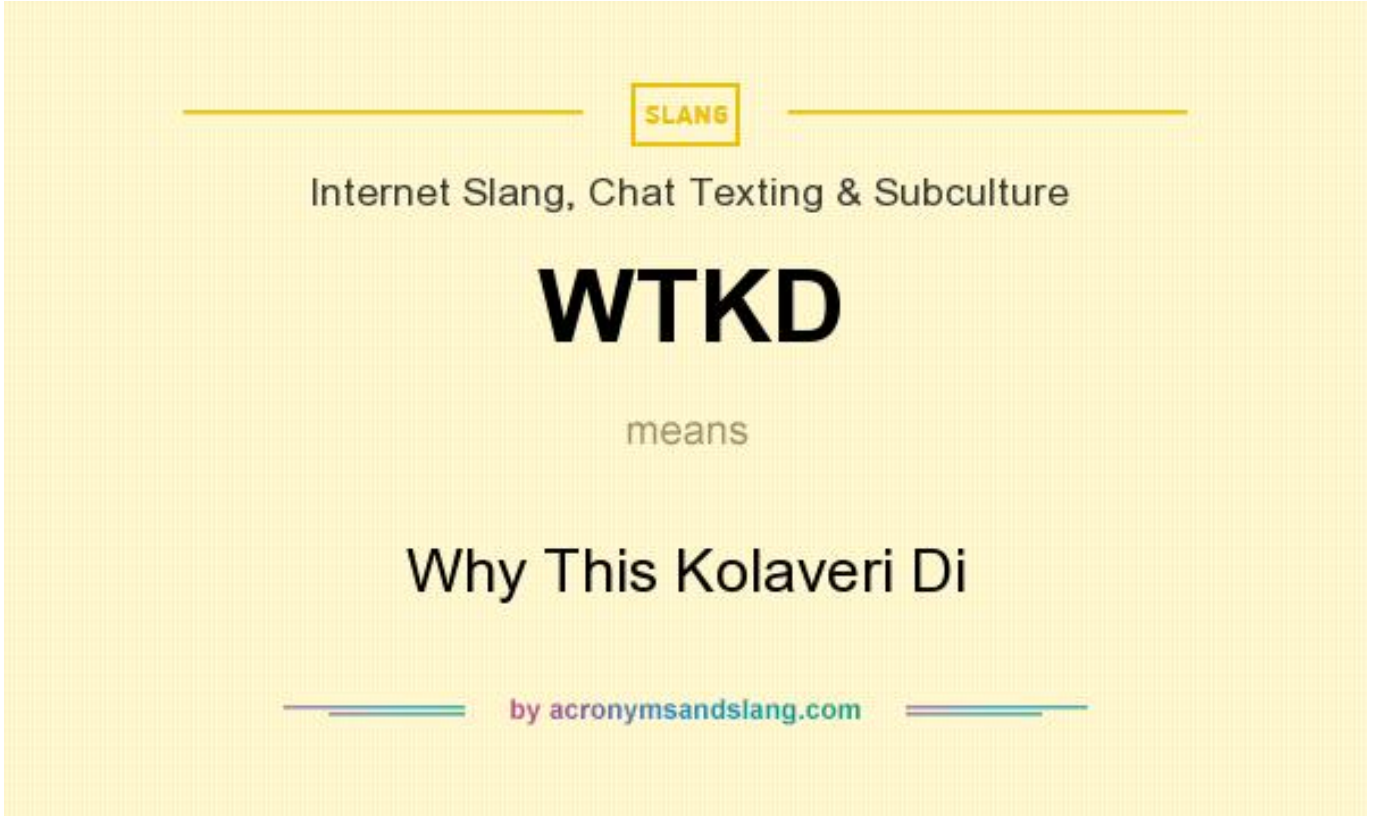 SLANG
Internet Slang, Chat Texting & Subculture
WTKD
means
Why This Kolaveri Di
by acronymsandslang.com